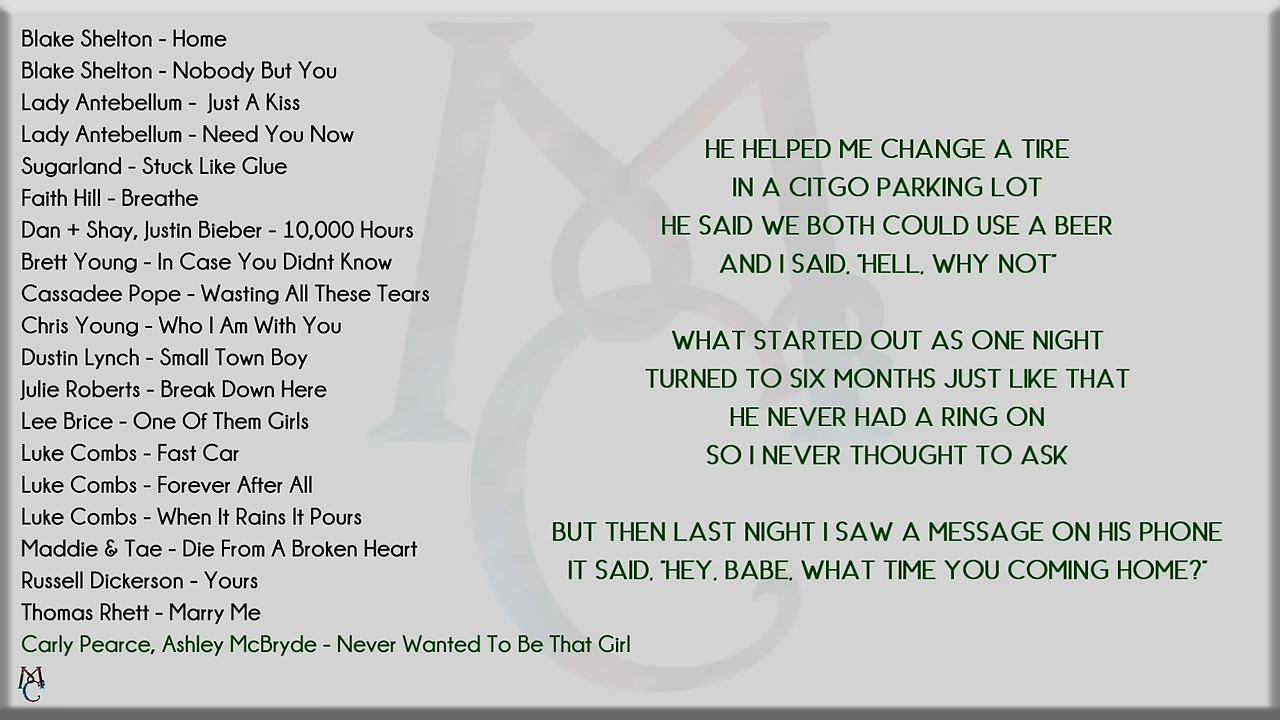 Blake Shelton - Home
Blake Shelton - Nobody But You
Lady Antebellum -  Just A Kiss
Lady Antebellum - Need You Now
Sugarland - Stuck Like Glue
Faith Hill - Breathe
Dan + Shay, Justin Bieber - 10,000 Hours
Brett Young - In Case You Didnt Know
Cassadee Pope - Wasting All These Tears
Chris Young - Who I Am With You
Dustin Lynch - Small Town Boy
Julie Roberts - Break Down Here
Lee Brice - One Of Them Girls
Luke Combs - Fast Car
Luke Combs - Forever After All
Luke Combs - When It Rains It Pours
Maddie & Tae - Die From A Broken Heart
Russell Dickerson - Yours
Thomas Rhett - Marry Me
Carly Pearce, Ashley McBryde - Never Wanted To Be That Girl
HE HELPED ME CHANGE A TIRE
IN A CITGO PARKING LOT
HE SAID WE BOTH COULD USE A BEER
AND I SAID, "HELL, WHY NOT"
WHAT STARTED OUT AS ONE NIGHT
TURNED TO SIX MONTHS JUST LIKE THAT
HE NEVER HAD A RING ON
SO I NEVER THOUGHT TO ASK
BUT THEN LAST NIGHT I SAW A MESSAGE ON HIS PHONE
IT SAID, "HEY, BABE, WHAT TIME YOU COMING HOME?"